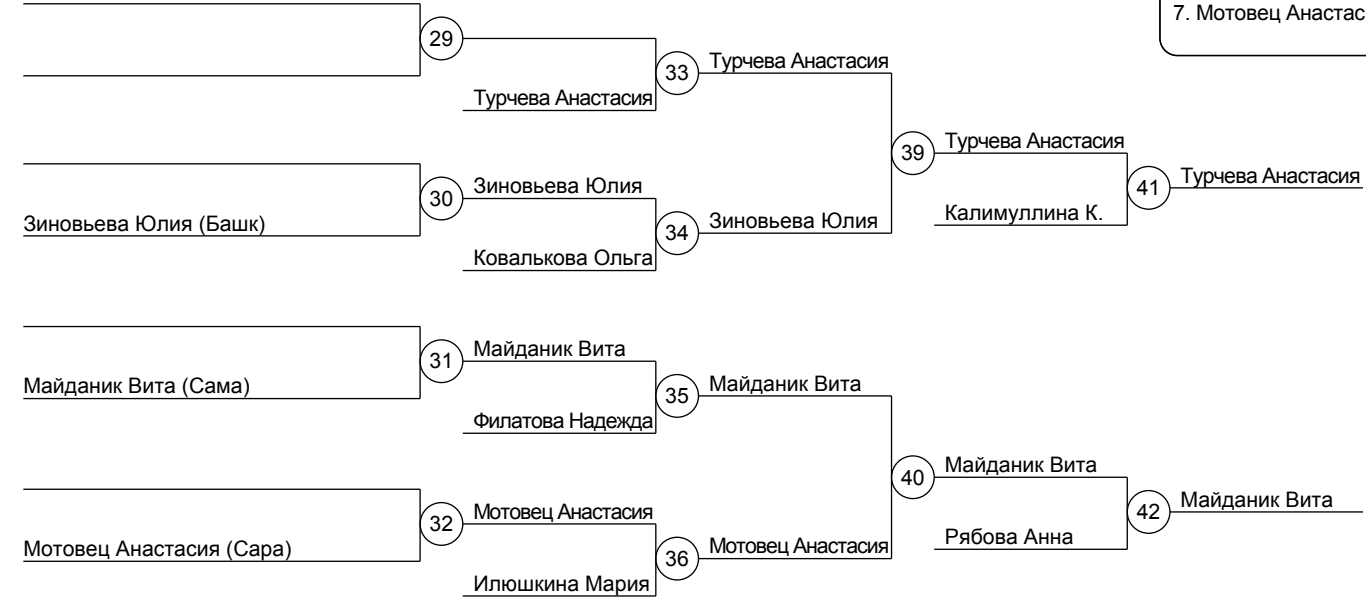 7. Мотовец Анастас
29
Турчева Анастасия
33
Турчева Анастасия
Турчева Анастасия
39
Турчева Анастасия
41
Зиновьева Юлия
30
Зиновьева Юлия (Башк)
Зиновьева Юлия
34
Калимуллина К.
Ковалькова Ольга
Майданик Вита
31
Майданик Вита (Сама)
Майданик Вита
35
Филатова Надежда
Майданик Вита
40
Мотовец Анастасия
32
Майданик Вита
42
Мотовец Анастасия (Сара)
Мотовец Анастасия
36
Рябова Анна
Илюшкина Мария